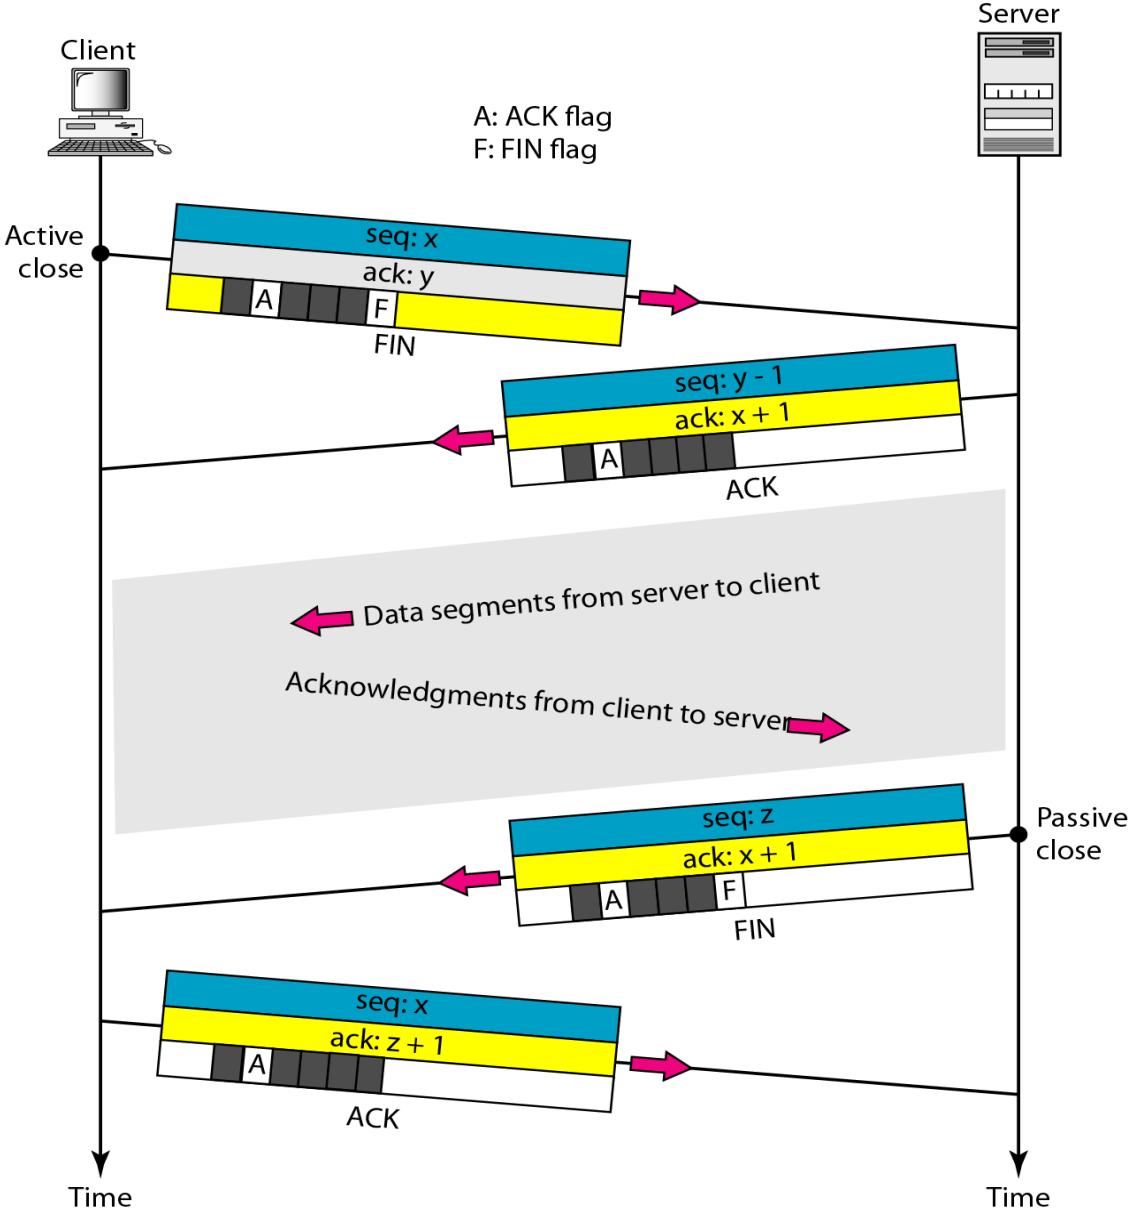 Server
Client
A: ACK flag
F: FIN flag
Active
close
seq: x
ack: y
A F
FIN
seq: y - 1
ack: x + 1
A
ACK
Data segments from server to client
Acknowledgments from client to server
Passive
close
seq: z
ack: x + 1
A F
FIN
seq: x
ack: z + 1
A
ACK
Time
Time